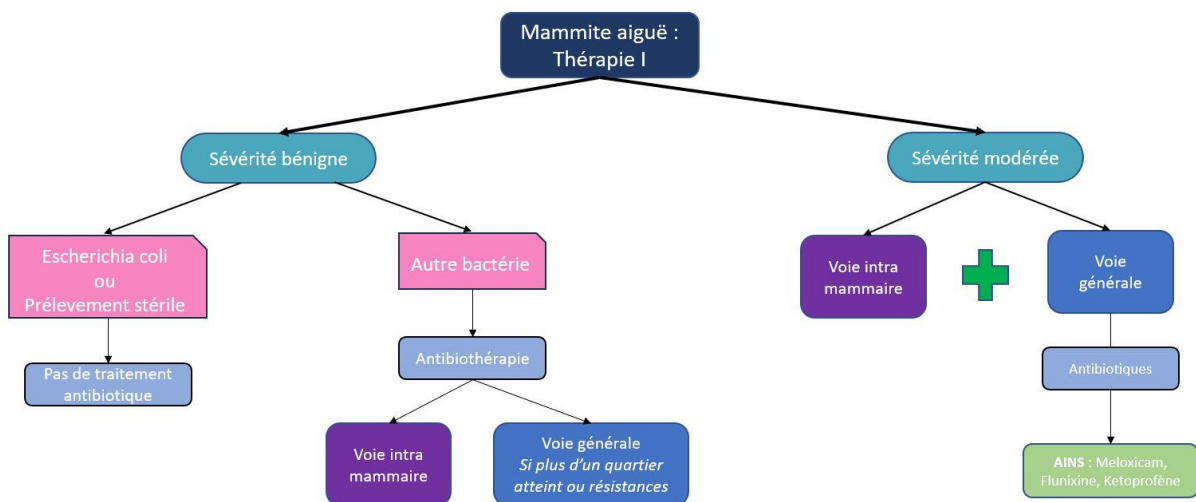 Mammite aiguë :
Thérapie I
Sévérité bénigne
Sévérité modérée
Escherichia coli
ou
Prélevement stérile
Autre bactérie
Voie intra
mammaire
Voie
générale
Pas de traitement
antibiotique
Antibiothérapie
Antibiotiques
Voie intra
mammaire
Voie générale
Si plus d'un quartier
atteint ou résistances
AINS : Meloxicam,
Flunixine, Ketoprofène